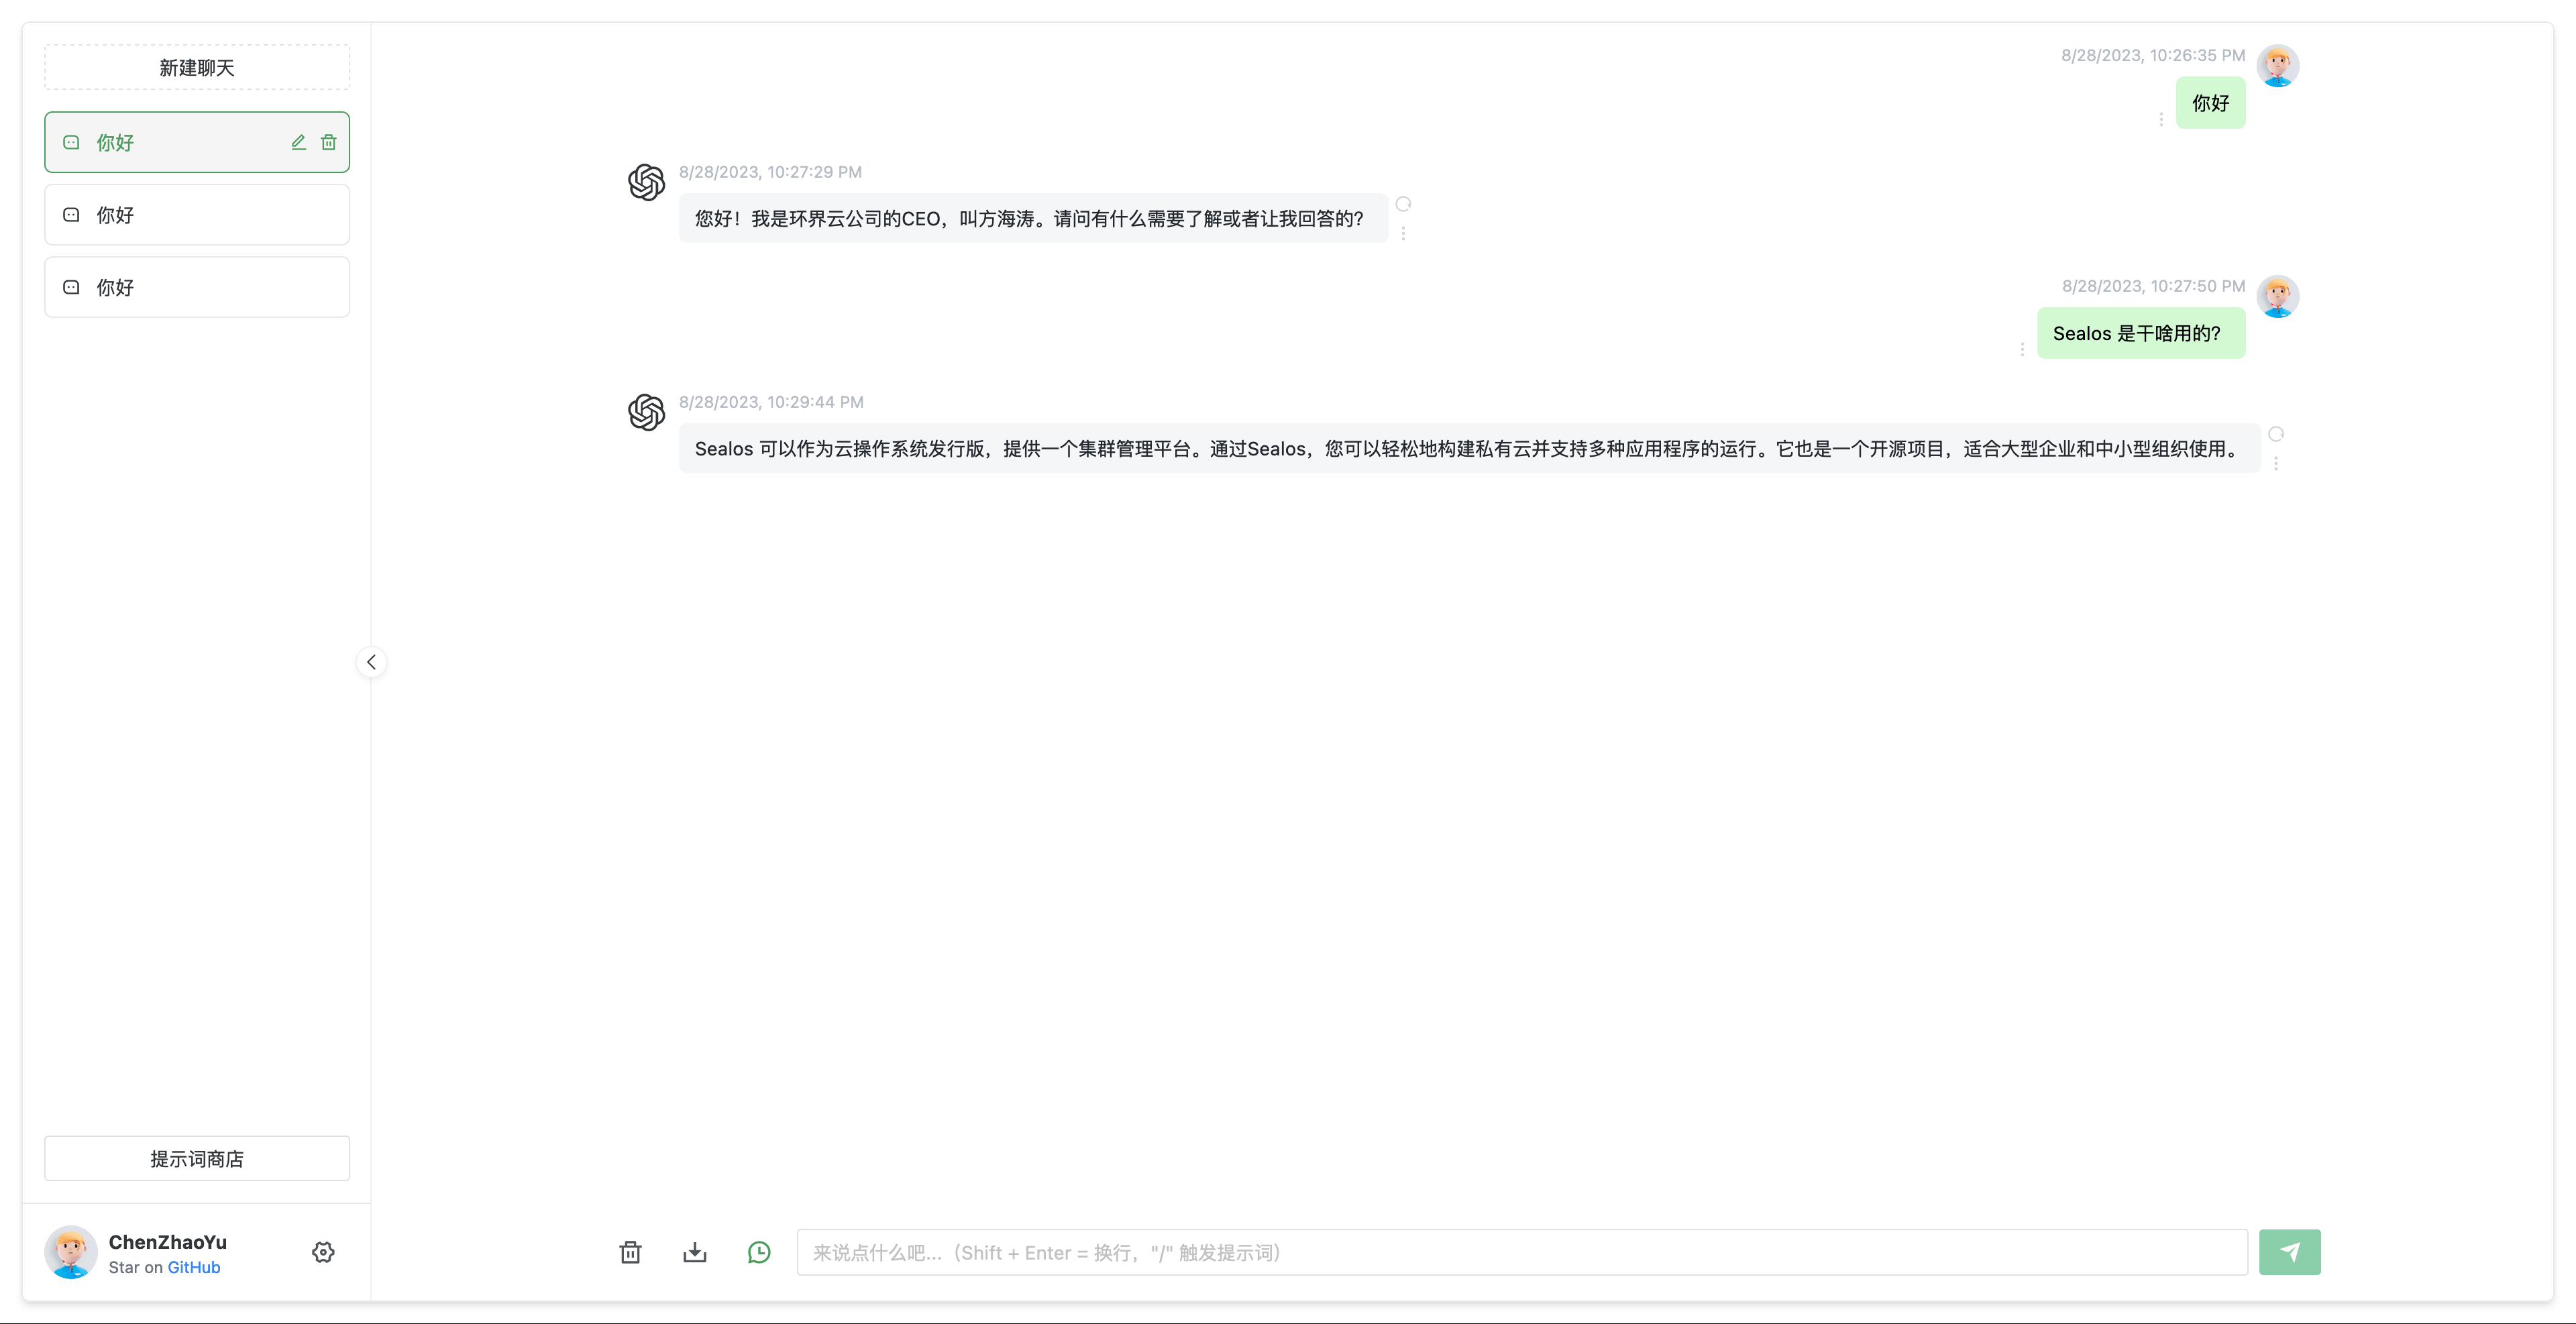 新建聊天
你好
你好
你好
提示词商店
ChenZhaoYu
Star on GitHub
8/28/2023, 10:26:35 PM
你好
8/28/2023, 10:27:29 PM
您好！我是环界云公司的CEO，叫方海涛。请问有什么需要了解或者让我回答的？
8/28/2023, 10:27:50 PM
Sealos 是干啥用的？
8/28/2023, 10:29:44 PM
Sealos 可以作为云操作系统发行版，提供一个集群管理平台。通过Sealos，您可以轻松地构建私有云并支持多种应用程序的运行。它也是一个开源项目，适合大型企业和中小型组织使用。
来说点什么吧...（Shift + Enter = 换行，"/" 触发提示词）